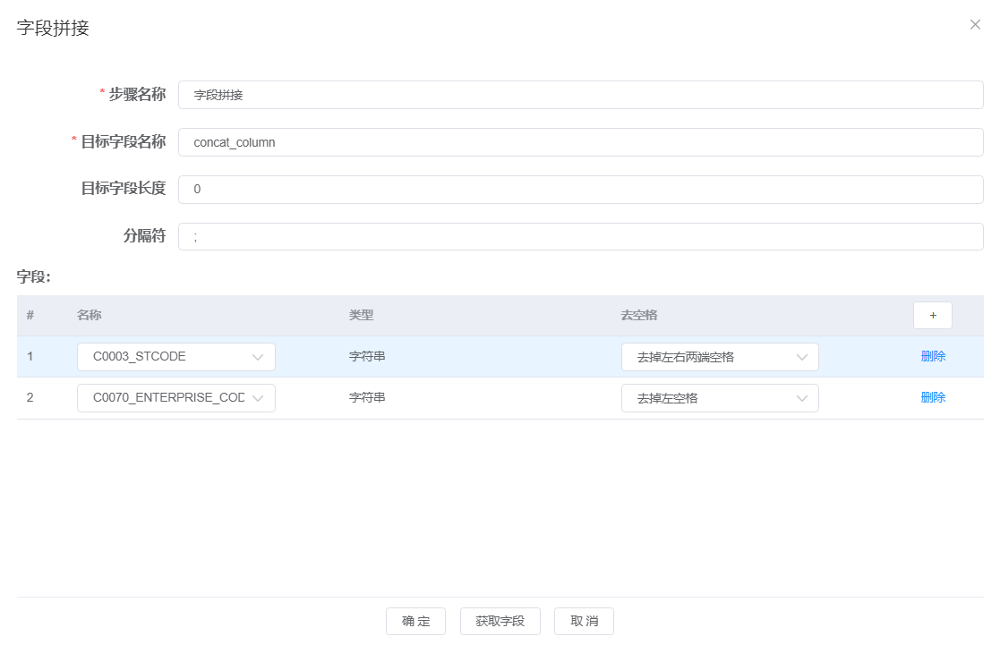 字段拼接
* 步骤名称 字段拼接
* 目标字段名称 concat_column
目标字段长度 0
分隔符 ;
字段：
# 名称 类型 去空格 +
1 C0003_STCODE 字符串 去掉左右两端空格 删除
2 C0070_ENTERPRISE_COD 字符串 去掉左空格 删除
确 定 获取字段 取 消